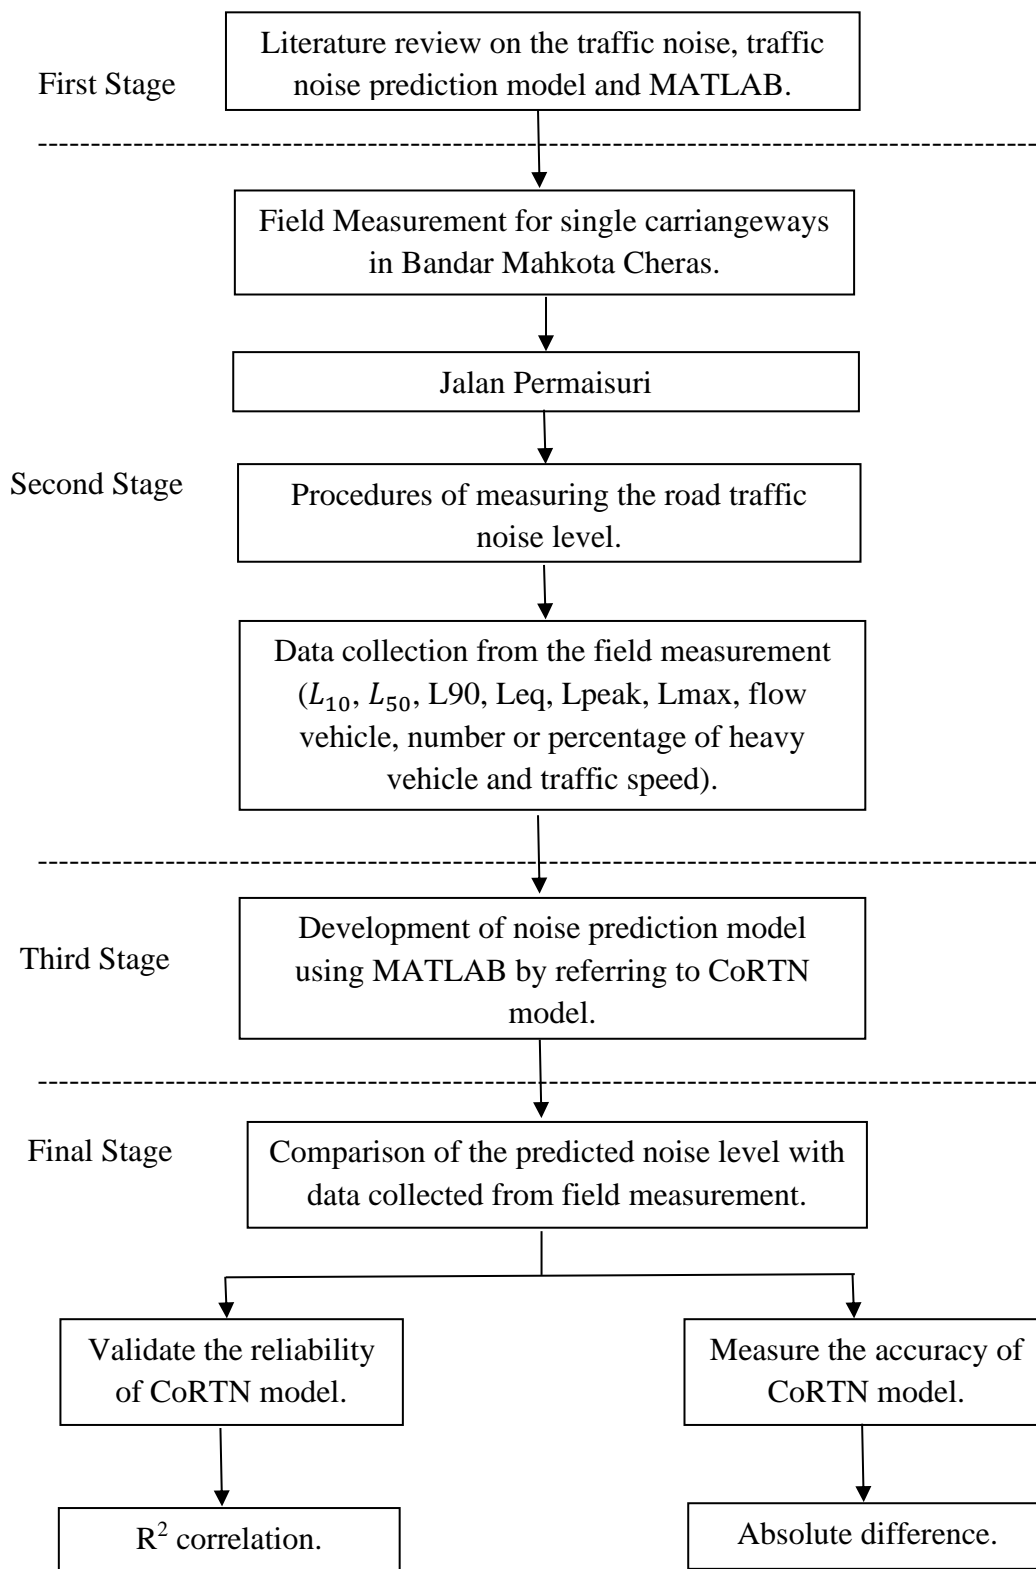 Literature review on the traffic noise, traffic
noise prediction model and MATLAB.
First Stage
Field Measurement for single carriangeways
in Bandar Mahkota Cheras.
Jalan Permaisuri
Second Stage
Procedures of measuring the road traffic
noise level.
Data collection from the field measurement
(L₁₀, L₅₀, L90, Leq, Lpeak, Lmax, flow
vehicle, number or percentage of heavy
vehicle and traffic speed).
Third Stage
Development of noise prediction model
using MATLAB by referring to CoRTN
model.
Final Stage
Comparison of the predicted noise level with
data collected from field measurement.
Validate the reliability
of CoRTN model.
Measure the accuracy of
CoRTN model.
R² correlation.
Absolute difference.